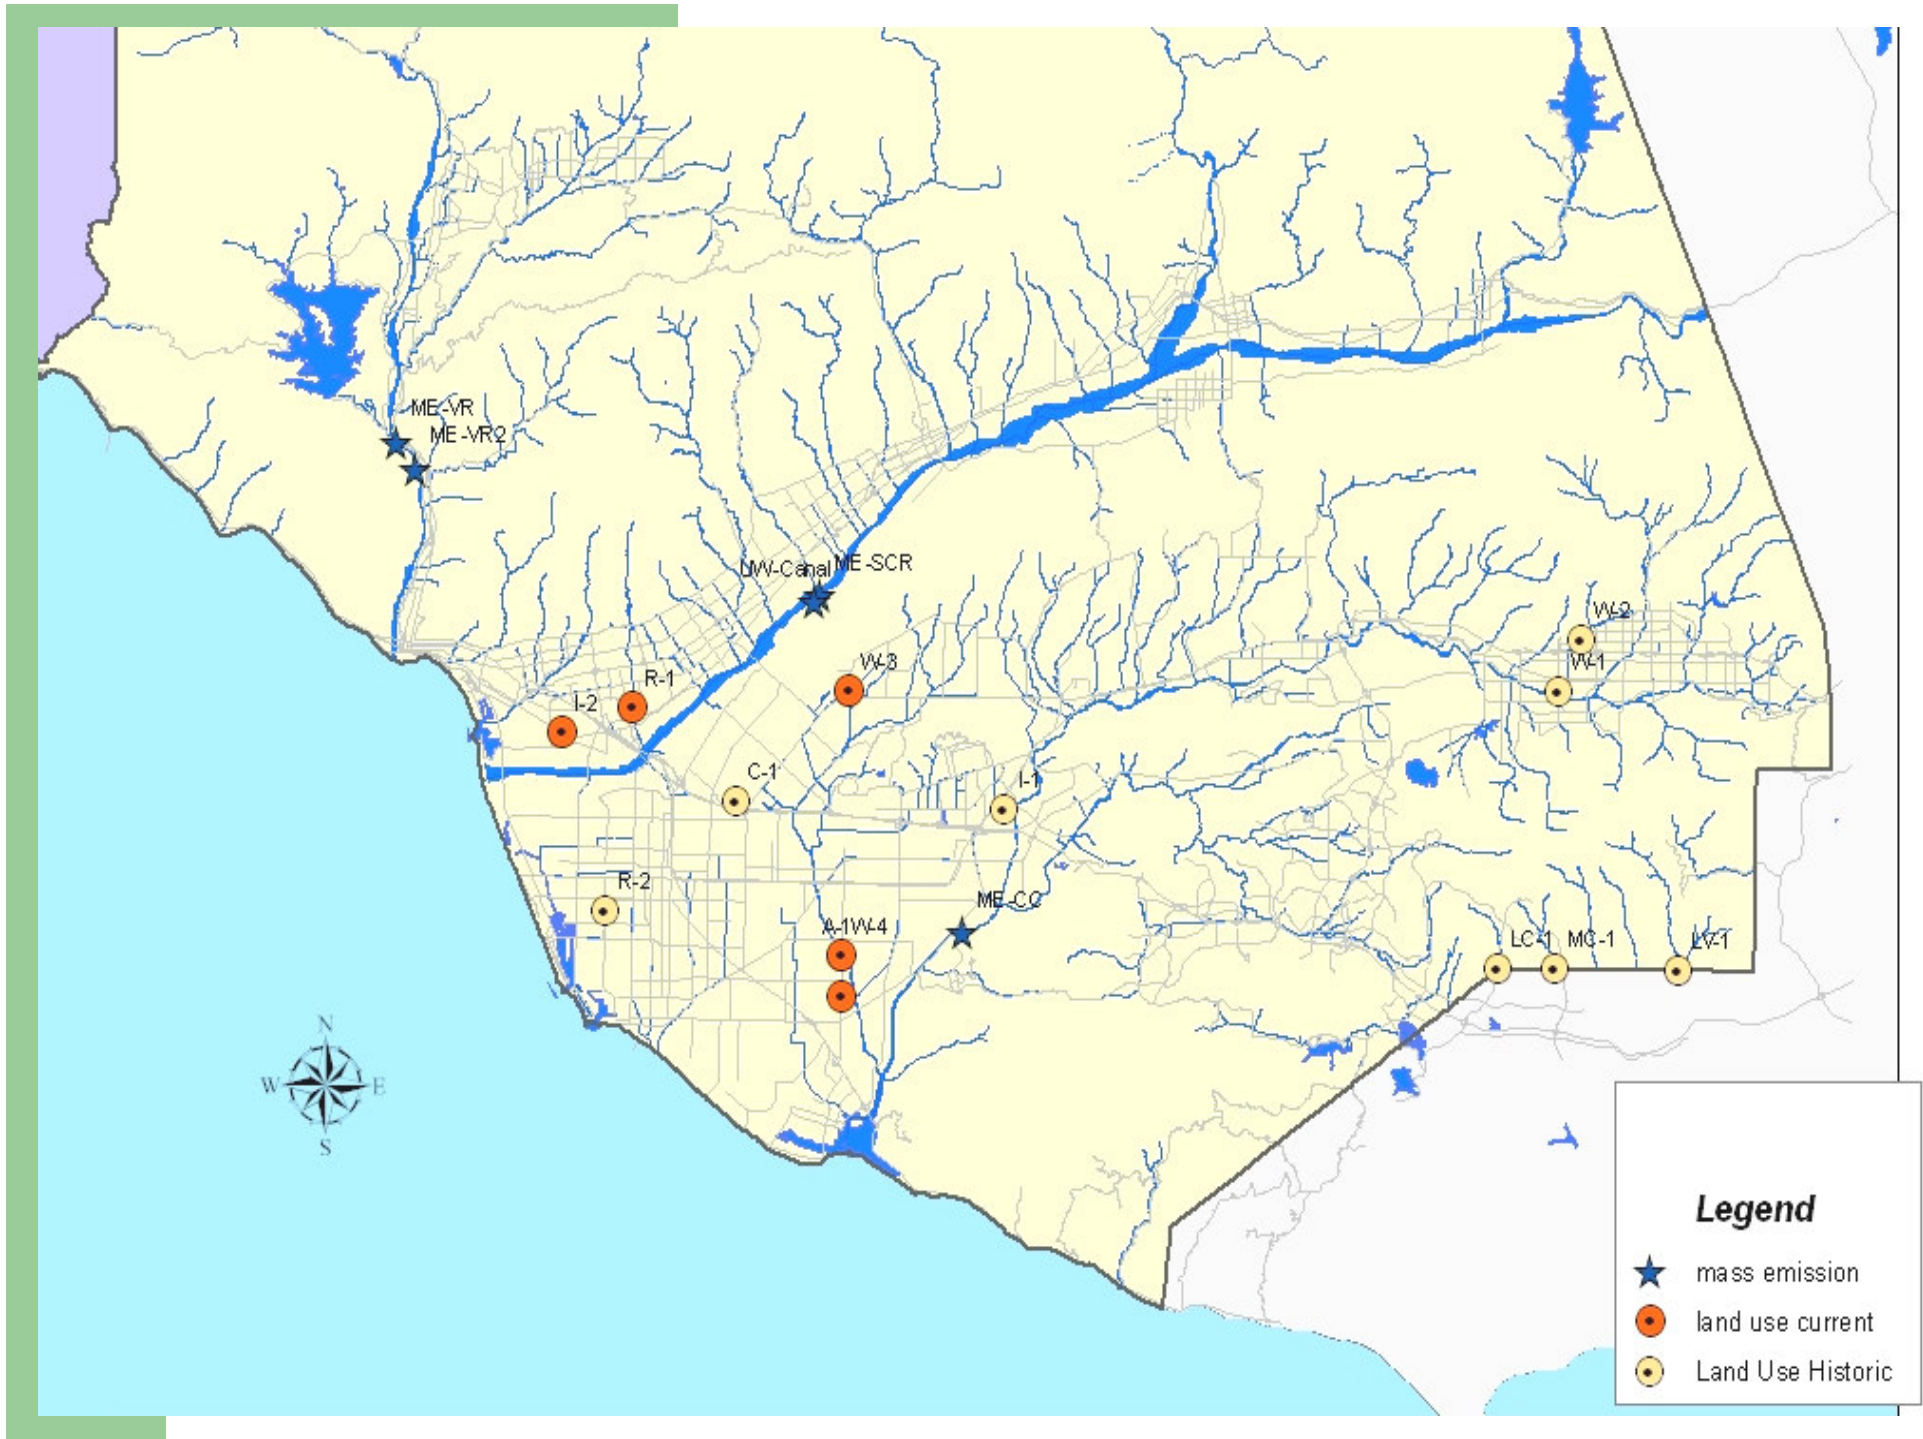 ME-VR
ME-VR2
UW-Canal
ME-SCR
W-2
W-1
W-3
R-1
I-2
C-1
I-1
R-2
ME-CC
A-1
W-4
LC-1
MC-1
LV-1
N
W
E
S
Legend
mass emission
land use current
Land Use Historic